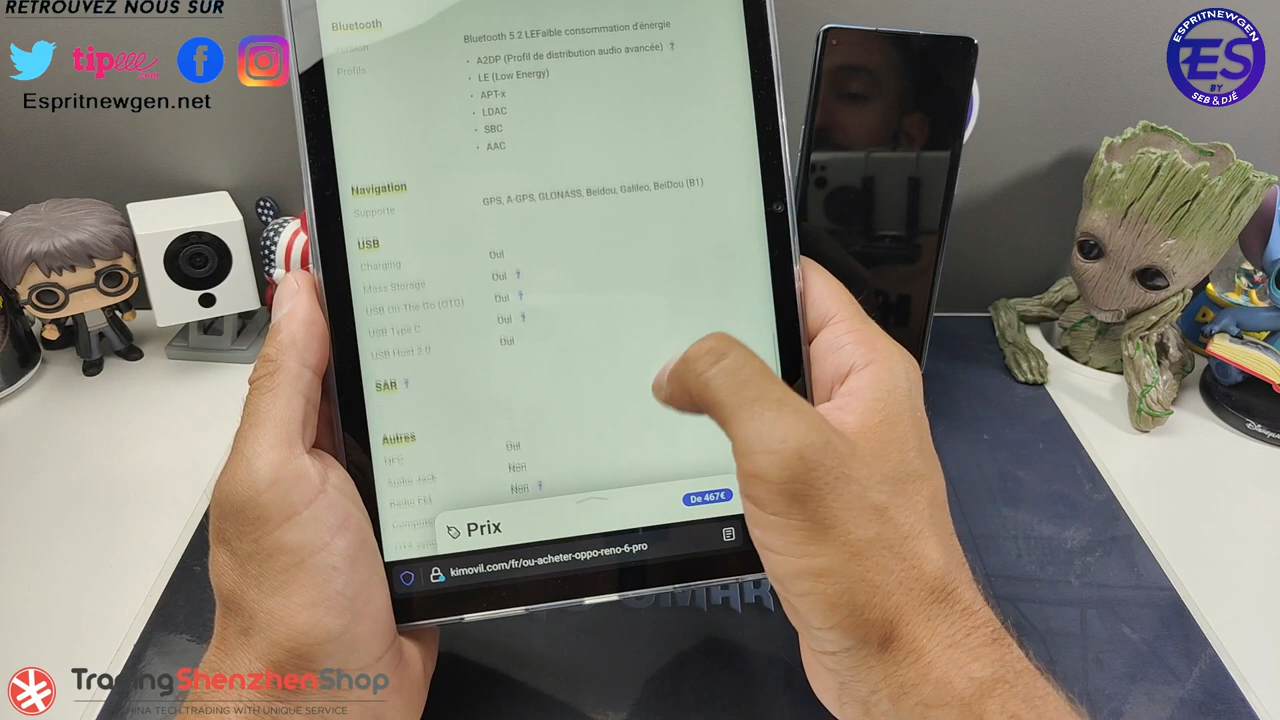 RETROUVEZ NOUS SUR
tipeee
.com
Espritnewgen.net
ESPRITNEWGEN
ES
BY
SEB & DJÉ
Bluetooth
Version
Bluetooth 5.2 LEFaible consommation d'énergie
Profils
A2DP (Profil de distribution audio avancée) ?
LE (Low Energy)
APT-x
LDAC
SBC
AAC
Navigation
Supporte
GPS, A-GPS, GLONASS, Beidou, Galileo, BeiDou (B1)
USB
Charging
Oui
Mass Storage
Oui ?
USB On The Go (OTG)
Oui ?
USB Type C
Oui ?
USB Host 2.0
Oui
SAR ?
Autres
NFC
Oui
Audio Jack
Non
Radio FM
Non ?
Prix
De 467€
kimovil.com/fr/ou-acheter-oppo-reno-6-pro
Disney
TradingShenzhenShop
CHINA TECH TRADING WITH UNIQUE SERVICE